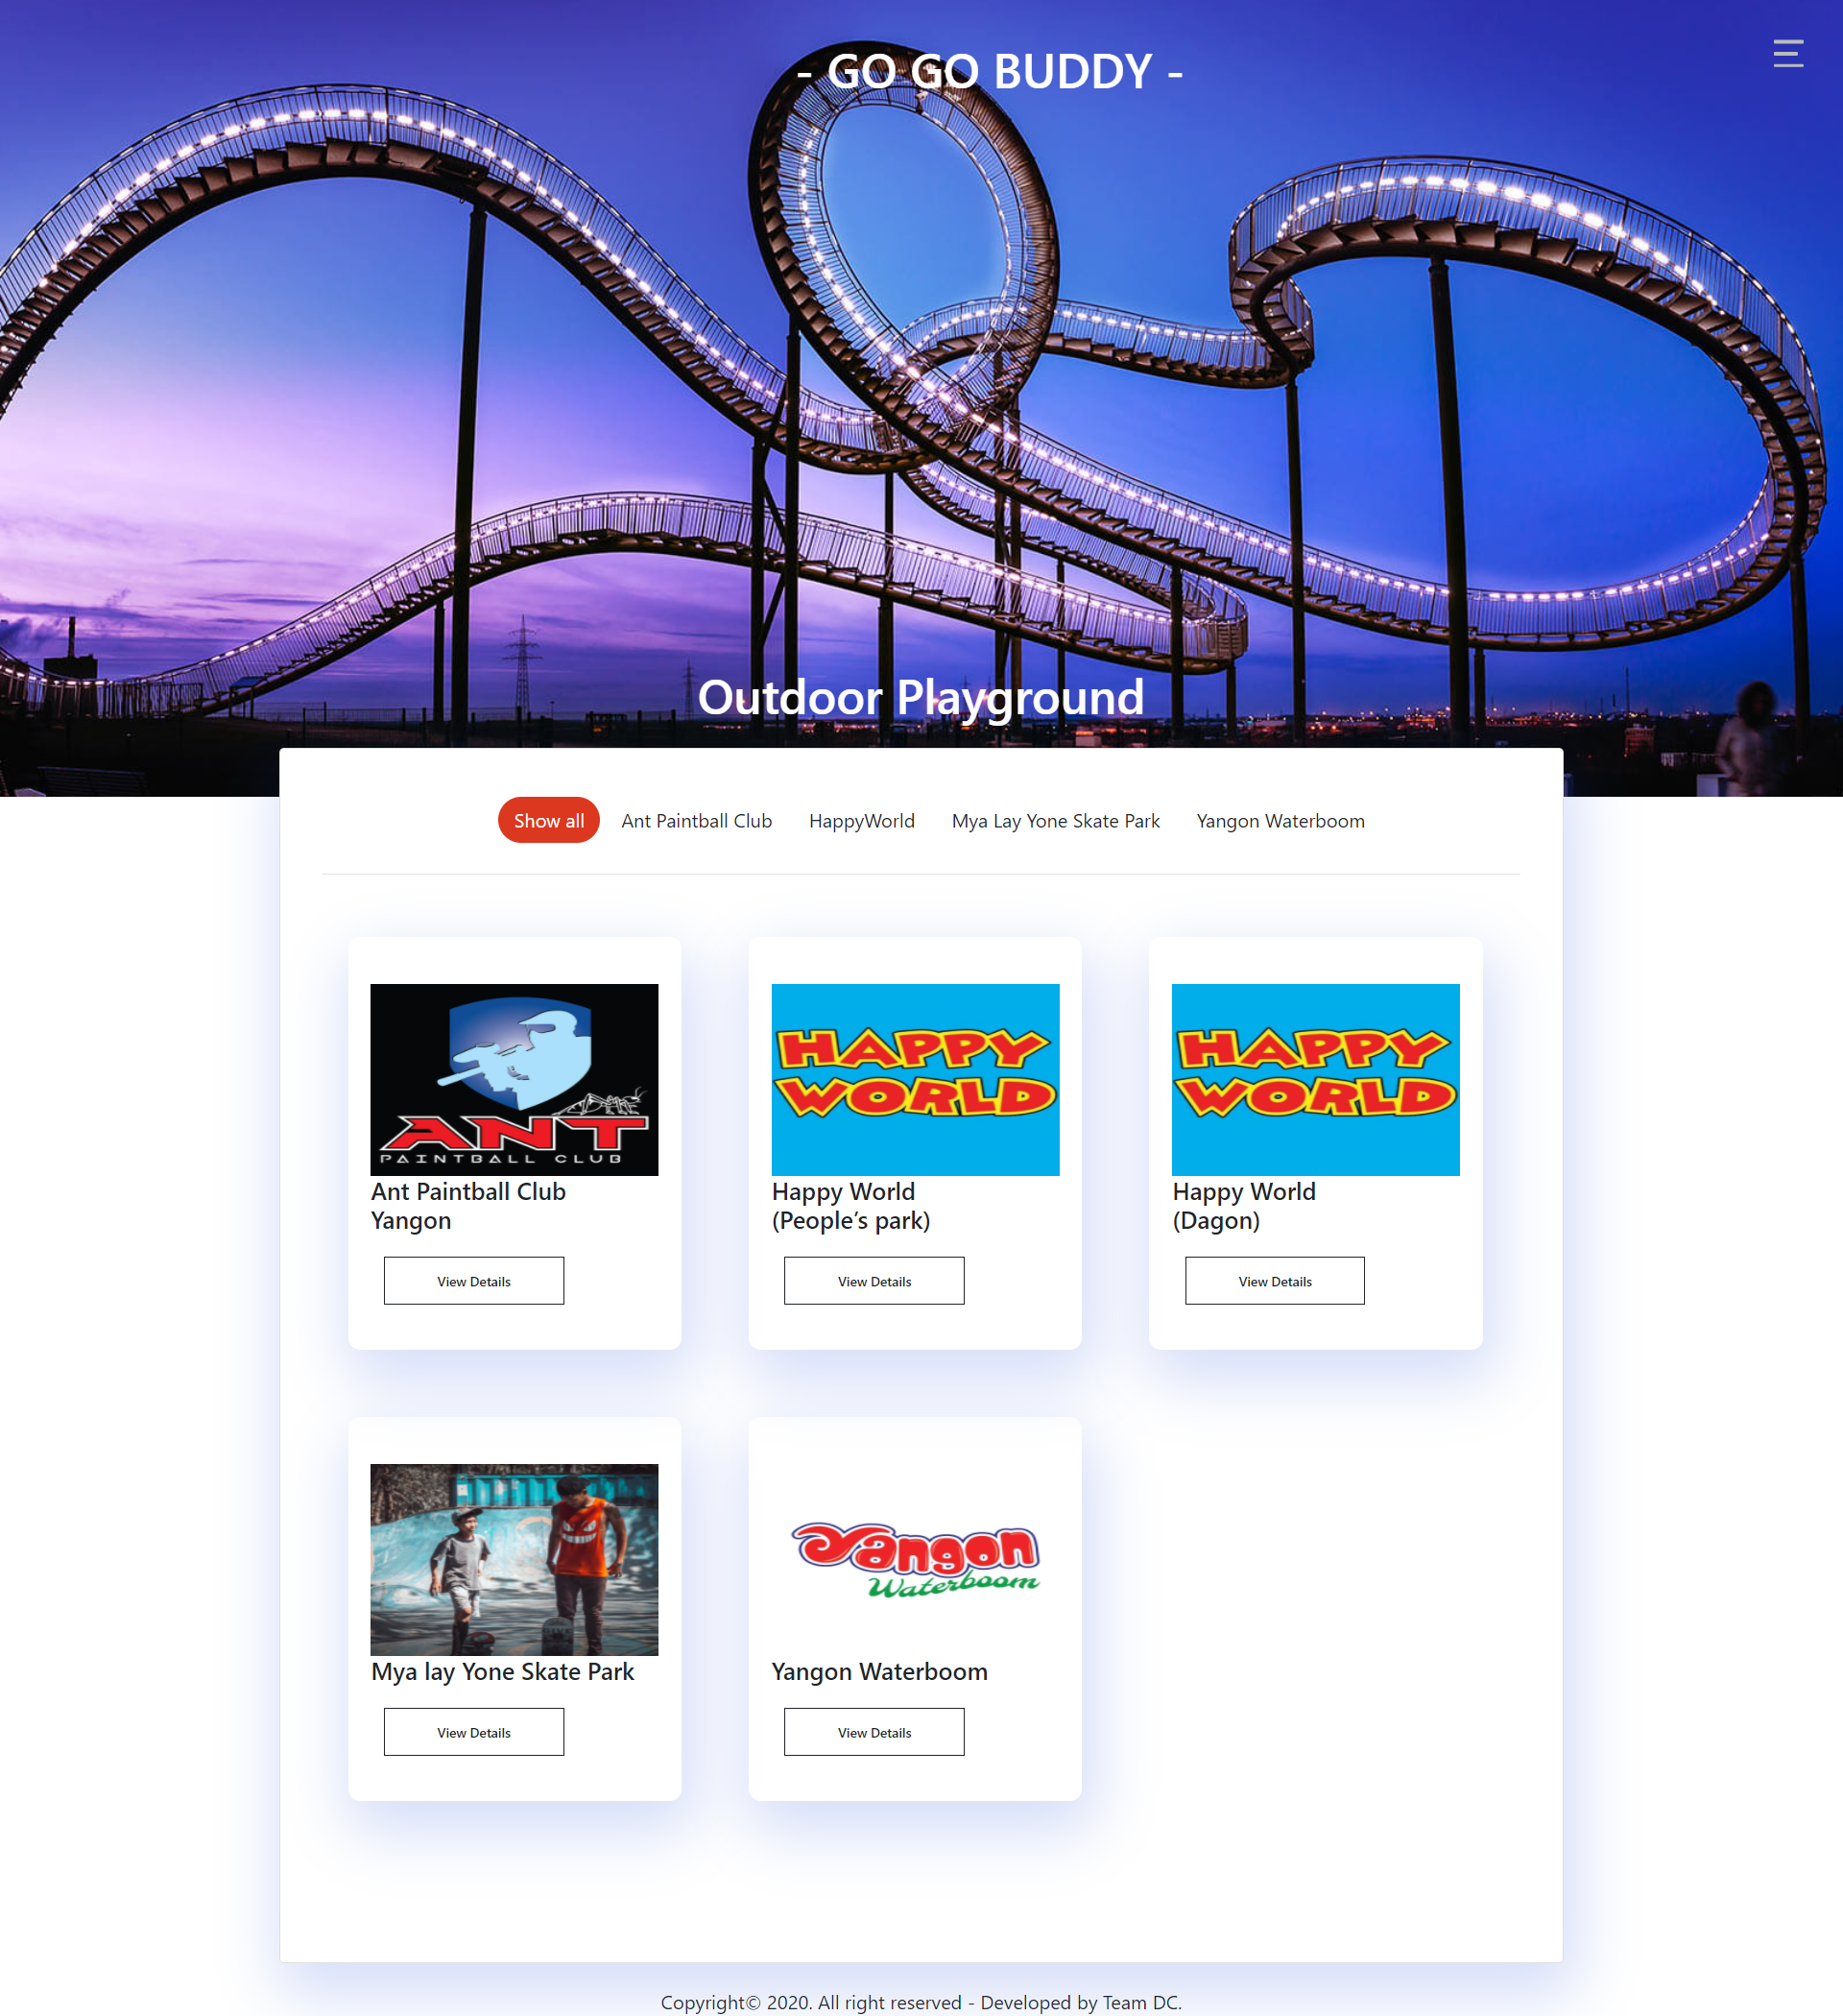 - GO GO BUDDY -
Outdoor Playground
Show all Ant Paintball Club HappyWorld Mya Lay Yone Skate Park Yangon Waterboom
ANT
PAINTBALL CLUB
Ant Paintball Club
Yangon
View Details
HAPPY
WORLD
Happy World
(People’s park)
View Details
HAPPY
WORLD
Happy World
(Dagon)
View Details
Mya lay Yone Skate Park
View Details
Yangon
Waterboom
Yangon Waterboom
View Details
Copyright© 2020. All right reserved - Developed by Team DC.